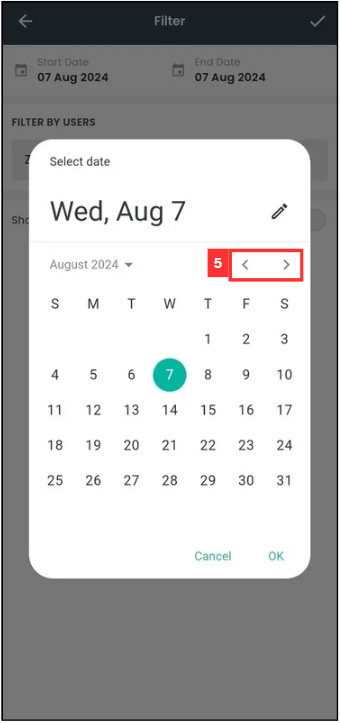 Filter
Start Date
07 Aug 2024
End Date
07 Aug 2024
FILTER BY USERS
Z
Sho
Select date
Wed, Aug 7
August 2024
5
S M T W T F S
1 2 3
4 5 6 7 8 9 10
11 12 13 14 15 16 17
18 19 20 21 22 23 24
25 26 27 28 29 30 31
Cancel OK